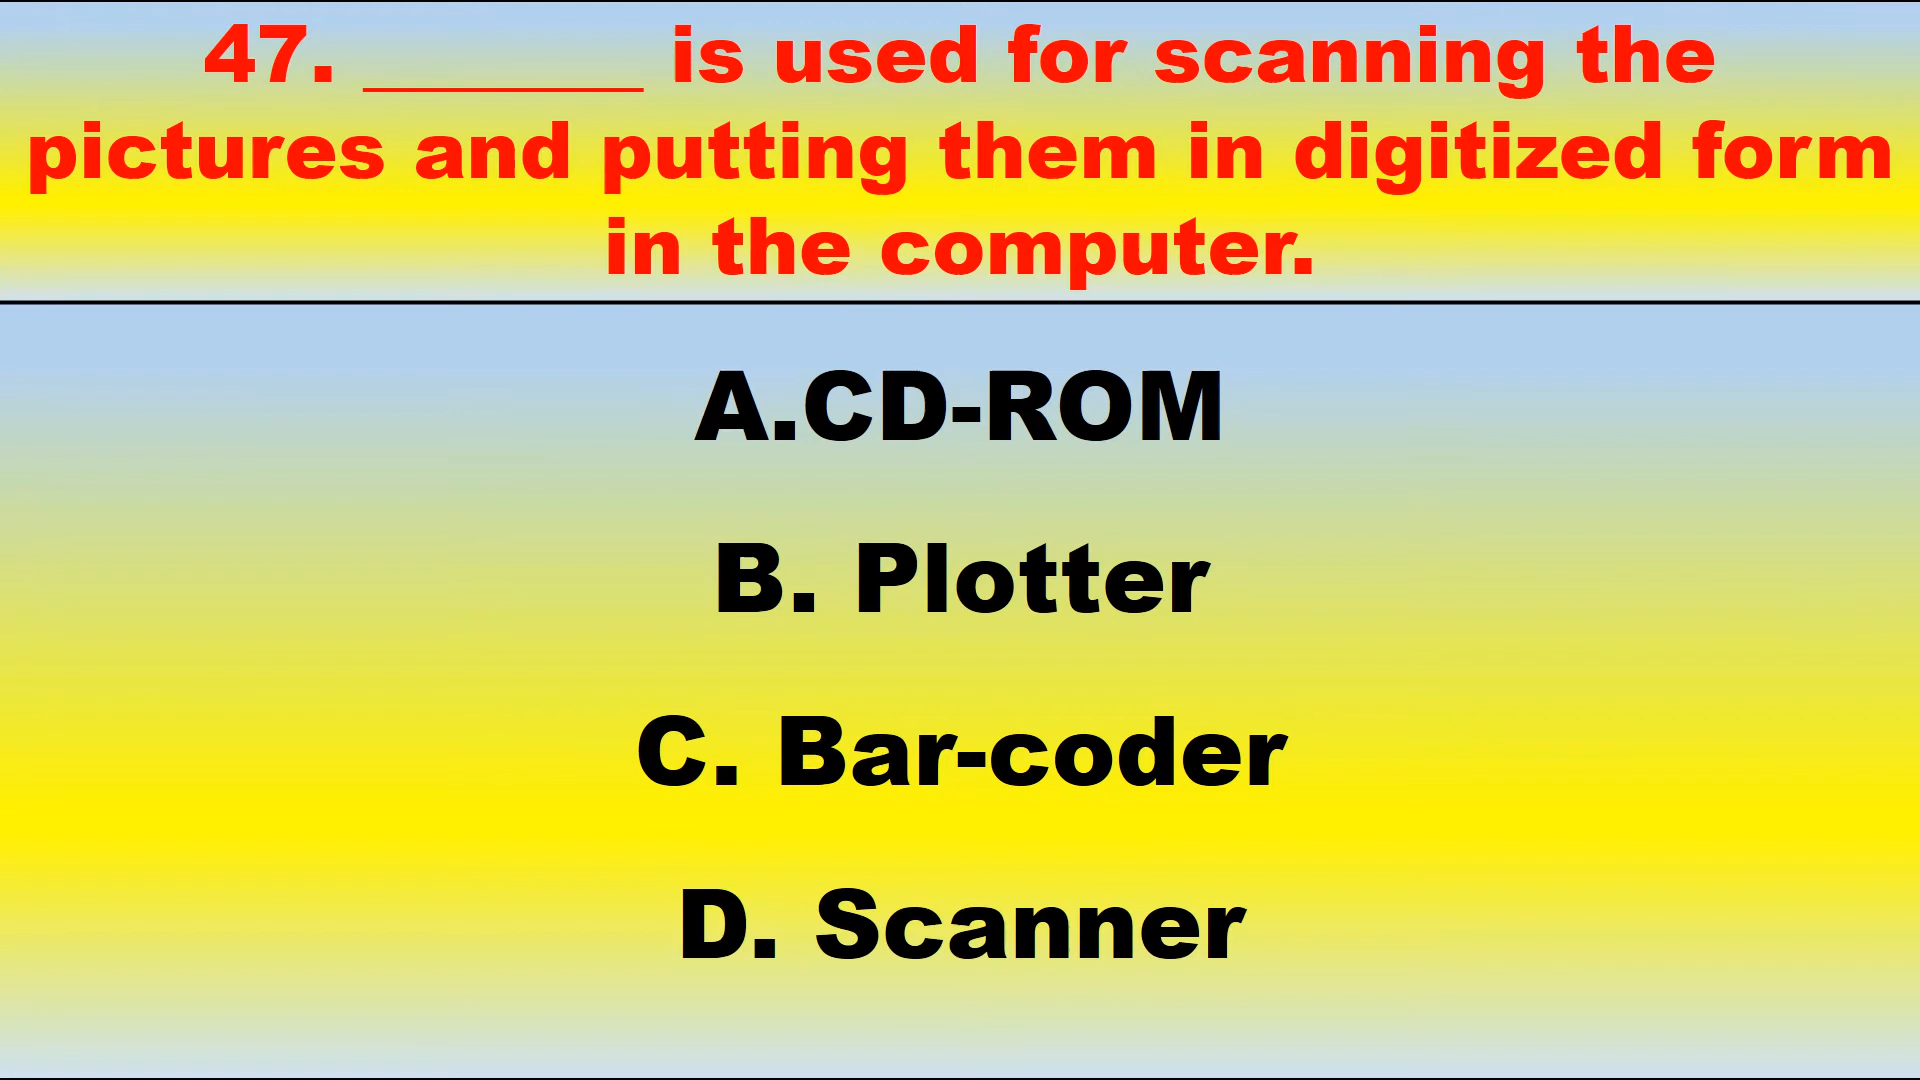 47. _______ is used for scanning the
pictures and putting them in digitized form
in the computer.
A.CD-ROM
B. Plotter
C. Bar-coder
D. Scanner